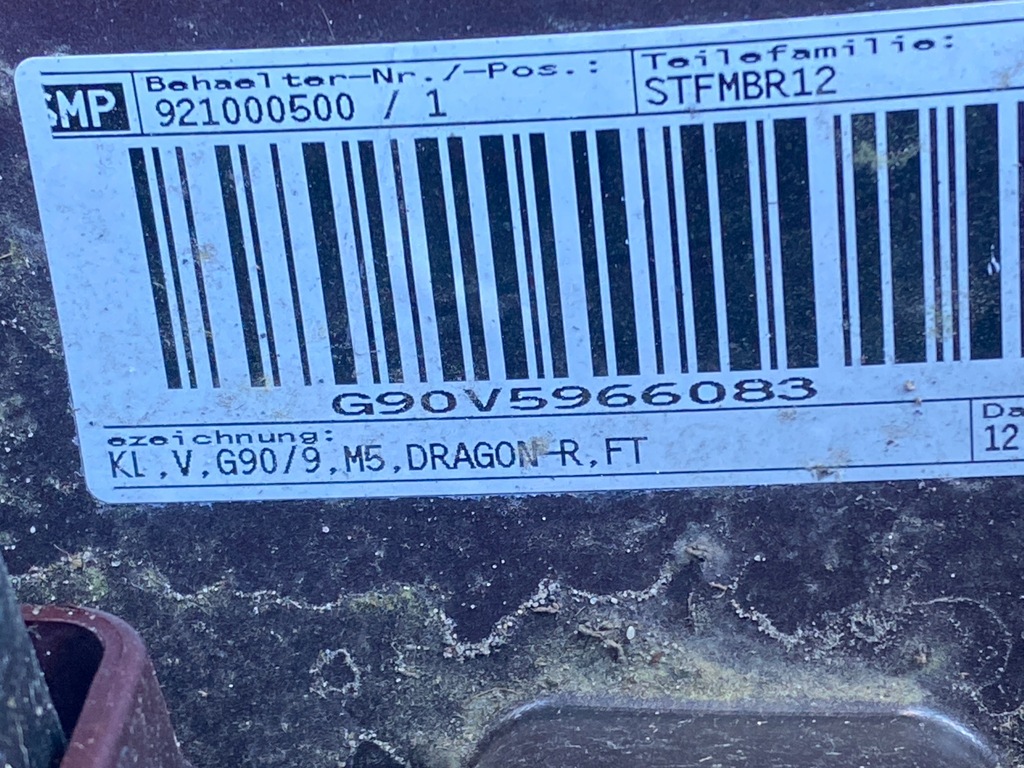 SMP
Behaelter-Nr./-Pos.:
921000500 / 1
Teilefamilie:
STFMBR12
G90V5966083
ezeichnung:
KL,V,G90/9,M5,DRAGON-R,FT
Da
12